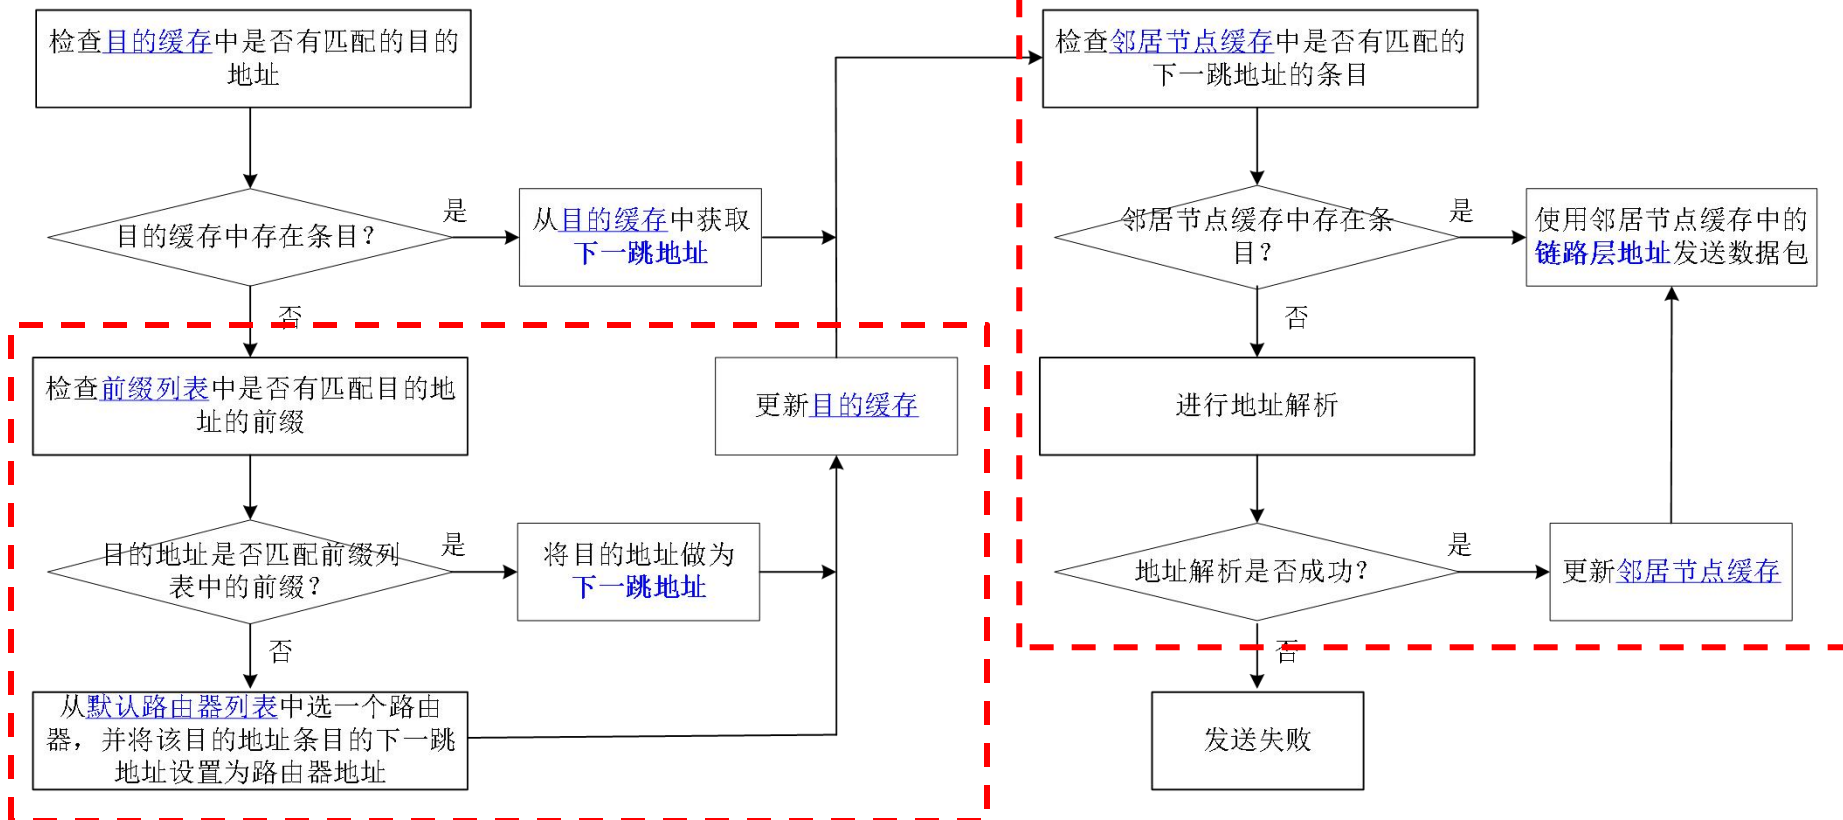 检查目的缓存中是否有匹配的目的
地址
目的缓存中存在条目？
是
从目的缓存中获取
下一跳地址
否
检查前缀列表中是否有匹配目的地
址的前缀
更新目的缓存
目的地址是否匹配前缀列
表中的前缀？
是
将目的地址做为
下一跳地址
否
从默认路由器列表中选一个路由
器，并将该目的地址条目的下一跳
地址设置为路由器地址
检查邻居节点缓存中是否有匹配的
下一跳地址的条目
邻居节点缓存中存在条
目？
是
使用邻居节点缓存中的
链路层地址发送数据包
否
进行地址解析
地址解析是否成功？
是
更新邻居节点缓存
否
发送失败